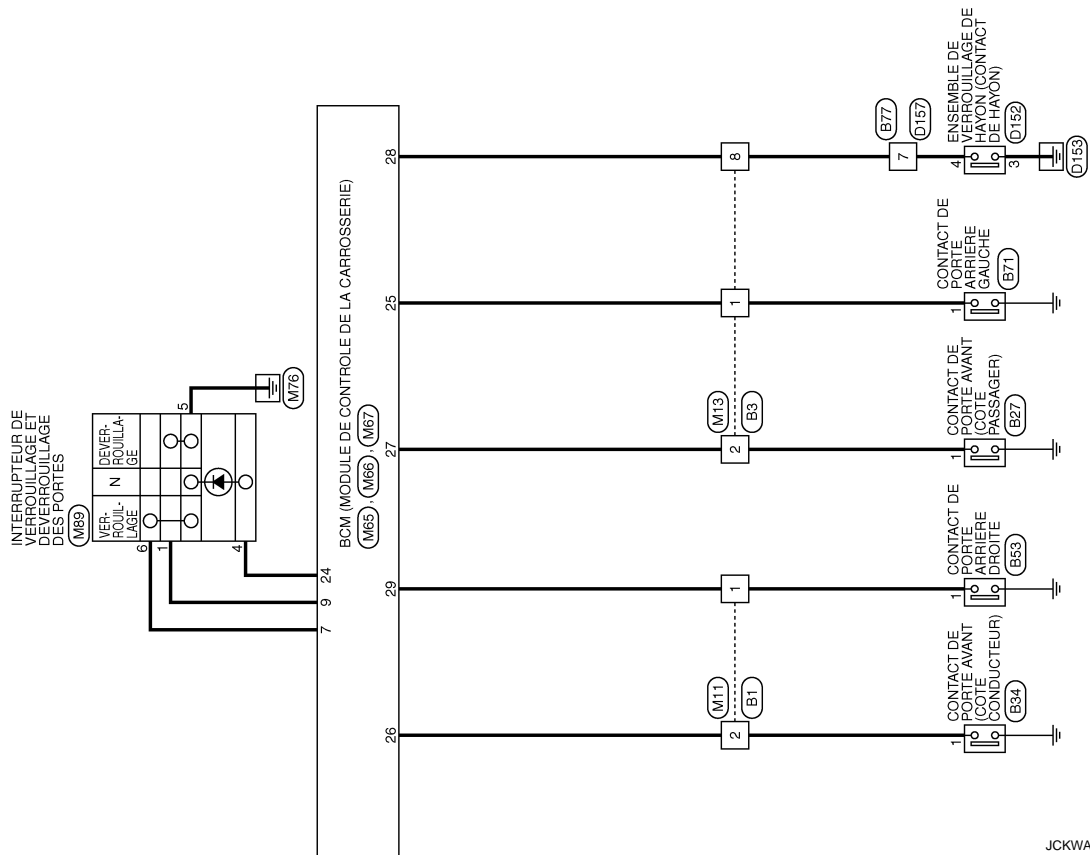 INTERRUPTEUR DE
VERROUILLAGE ET
DEVERROUILLAGE
DES PORTES
M89
VER-
ROUIL-
LAGE
N
DEVER-
ROUILLA-
GE
6
1
4
5
M76
7
9
24
BCM (MODULE DE CONTROLE DE LA CARROSSERIE)
M65 , M66 , M67
26
29
27
25
28
M11
B1
2
1
M13
B3
2
1
8
B77
D157
7
1
CONTACT DE
PORTE AVANT
(COTE
CONDUCTEUR)
B34
1
CONTACT DE
PORTE
ARRIERE
DROITE
B53
1
CONTACT DE
PORTE AVANT
(COTE
PASSAGER)
B27
1
CONTACT DE
PORTE
ARRIERE
GAUCHE
B71
4
3
ENSEMBLE DE
VERROUILLAGE DE
HAYON (CONTACT
DE HAYON)
D152
D153
JCKWA